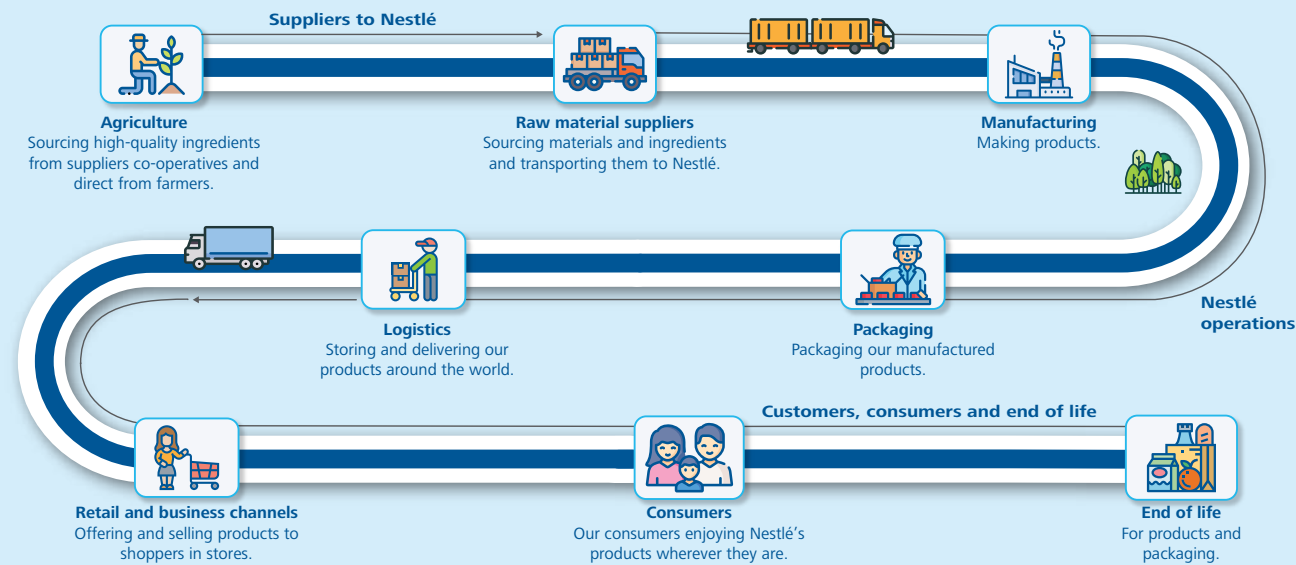 Suppliers to Nestlé
Agriculture
Sourcing high-quality ingredients
from suppliers co-operatives and
direct from farmers.
Raw material suppliers
Sourcing materials and ingredients
and transporting them to Nestlé.
Manufacturing
Making products.
Nestlé
operations
Packaging
Packaging our manufactured
products.
Logistics
Storing and delivering our
products around the world.
Customers, consumers and end of life
Retail and business channels
Offering and selling products to
shoppers in stores.
Consumers
Our consumers enjoying Nestlé’s
products wherever they are.
End of life
For products and
packaging.